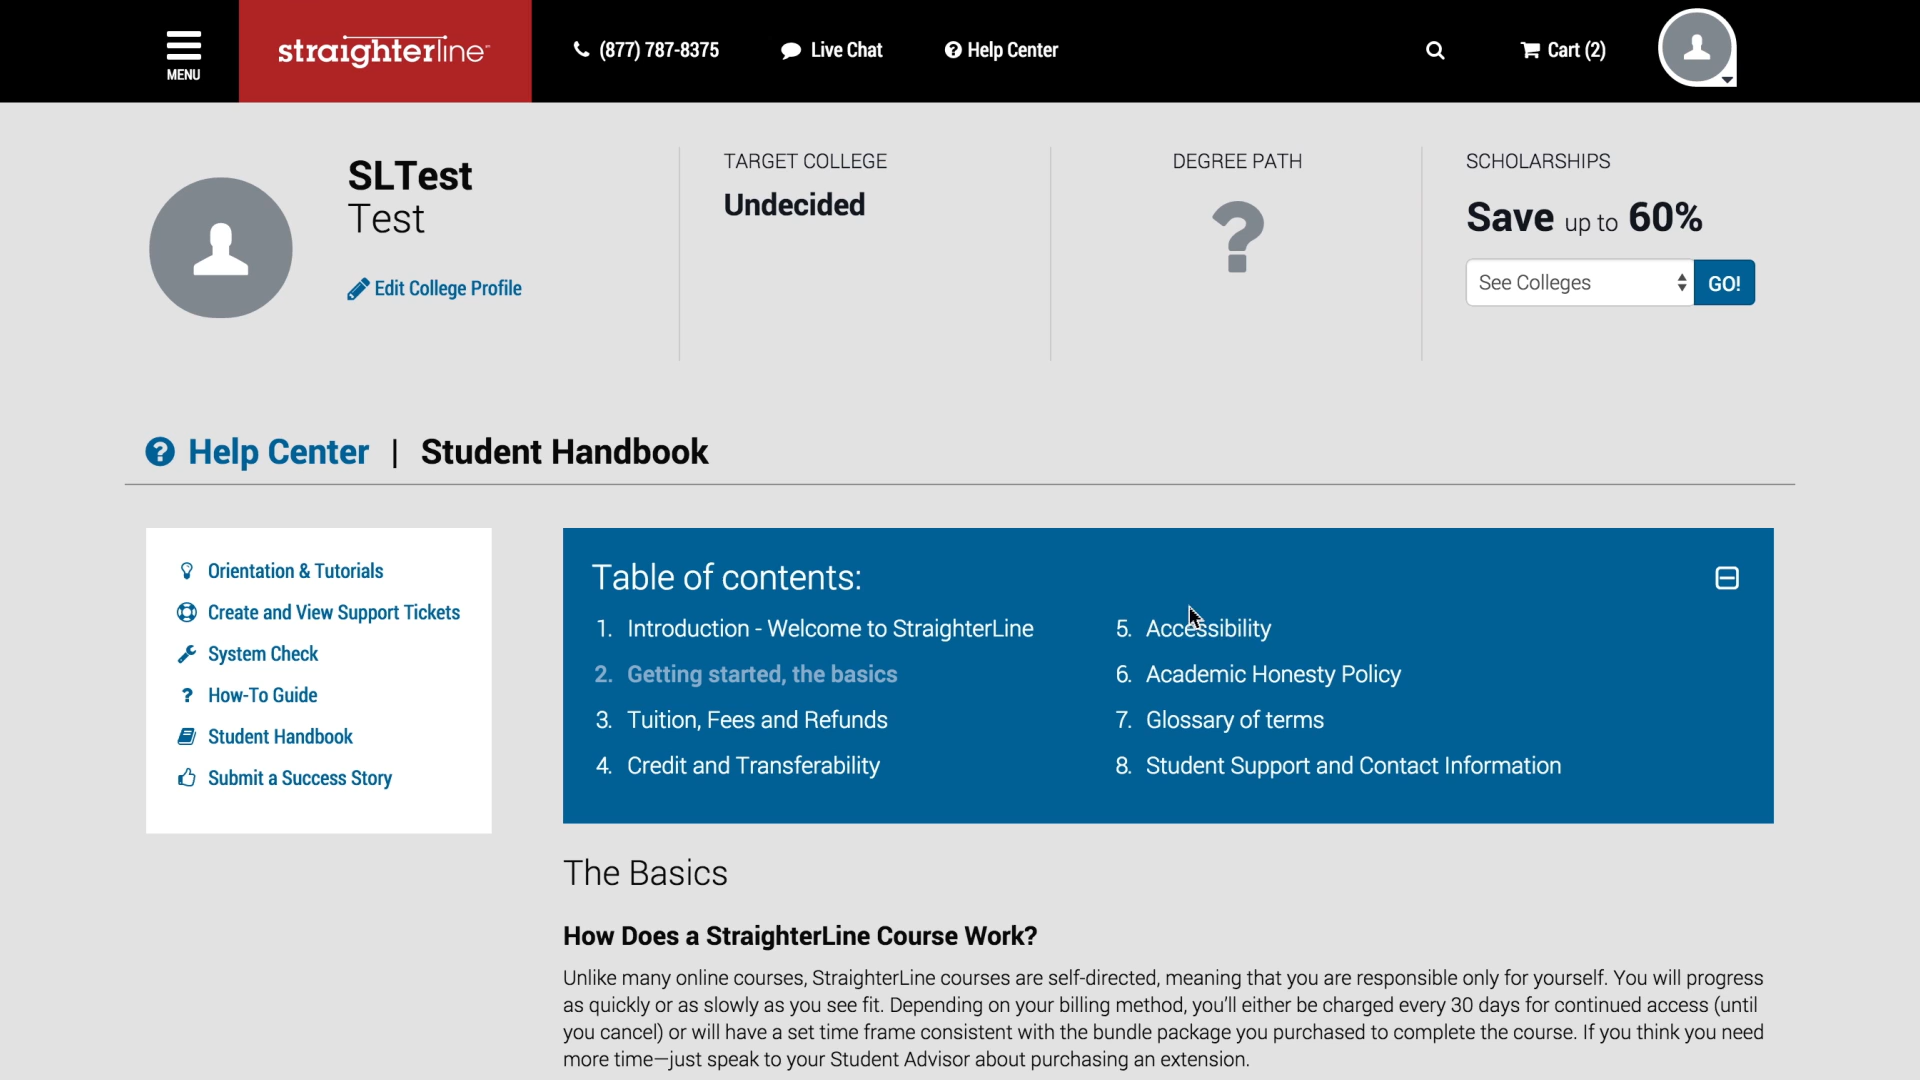 MENU
straighterline
(877) 787-8375
Live Chat
Help Center
Cart (2)
SLTest
Test
Edit College Profile
TARGET COLLEGE
Undecided
DEGREE PATH
?
SCHOLARSHIPS
Save up to 60%
See Colleges
GO!
Help Center | Student Handbook
Orientation & Tutorials
Create and View Support Tickets
System Check
? How-To Guide
Student Handbook
Submit a Success Story
Table of contents:
1. Introduction - Welcome to StraighterLine
2. Getting started, the basics
3. Tuition, Fees and Refunds
4. Credit and Transferability
5. Accessibility
6. Academic Honesty Policy
7. Glossary of terms
8. Student Support and Contact Information
The Basics
How Does a StraighterLine Course Work?
Unlike many online courses, StraighterLine courses are self-directed, meaning that you are responsible only for yourself. You will progress
as quickly or as slowly as you see fit. Depending on your billing method, you'll either be charged every 30 days for continued access (until
you cancel) or will have a set time frame consistent with the bundle package you purchased to complete the course. If you think you need
more time—just speak to your Student Advisor about purchasing an extension.